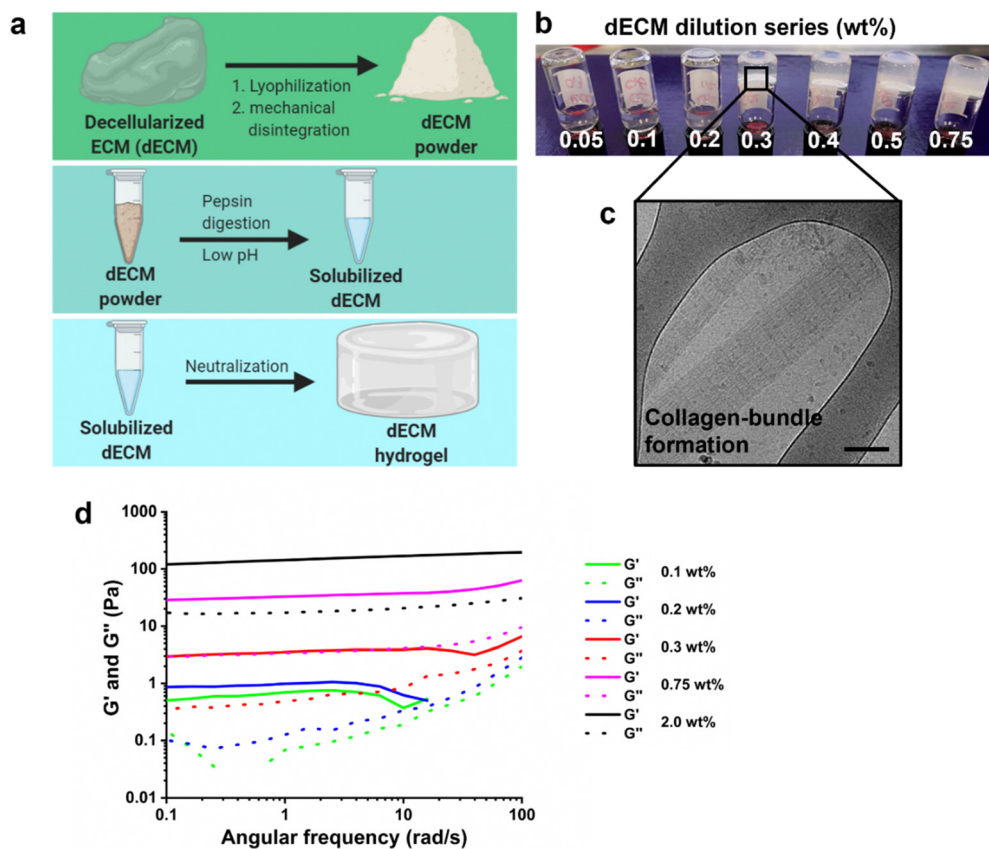 a
Decellularized
ECM (dECM)
1. Lyophilization
2. mechanical
disintegration
dECM
powder
dECM
powder
Pepsin
digestion
Low pH
Solubilized
dECM
Solubilized
dECM
Neutralization
dECM
hydrogel
b
dECM dilution series (wt%)
0.05 0.1 0.2 0.3 0.4 0.5 0.75
c
Collagen-bundle
formation
d
G' and G'' (Pa)
1000
100
10
1
0.1
0.01
0.1 1 10 100
Angular frequency (rad/s)
G'
G''
0.1 wt%
G'
G''
0.2 wt%
G'
G''
0.3 wt%
G'
G''
0.75 wt%
G'
G''
2.0 wt%